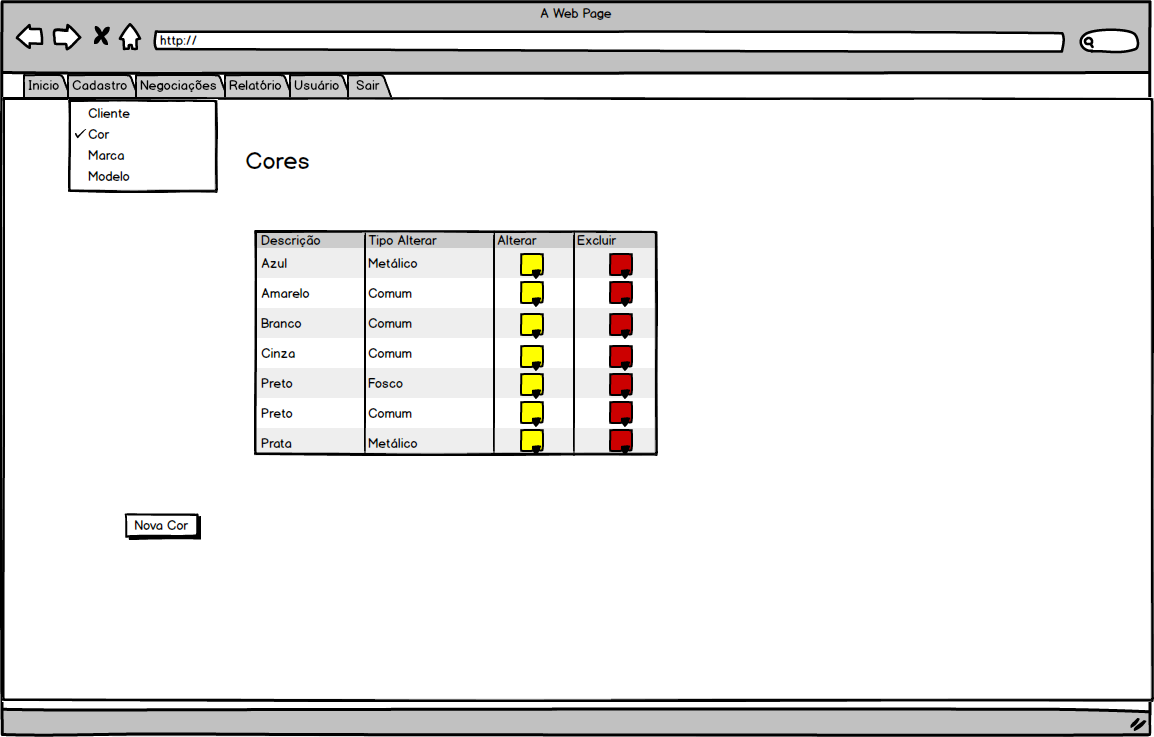 A Web Page
http://
Inicio Cadastro Negociações Relatório Usuário Sair
Cliente
Cor
Marca
Modelo
Cores
Descrição Tipo Alterar Alterar Excluir
Azul Metálico
Amarelo Comum
Branco Comum
Cinza Comum
Preto Fosco
Preto Comum
Prata Metálico
Nova Cor